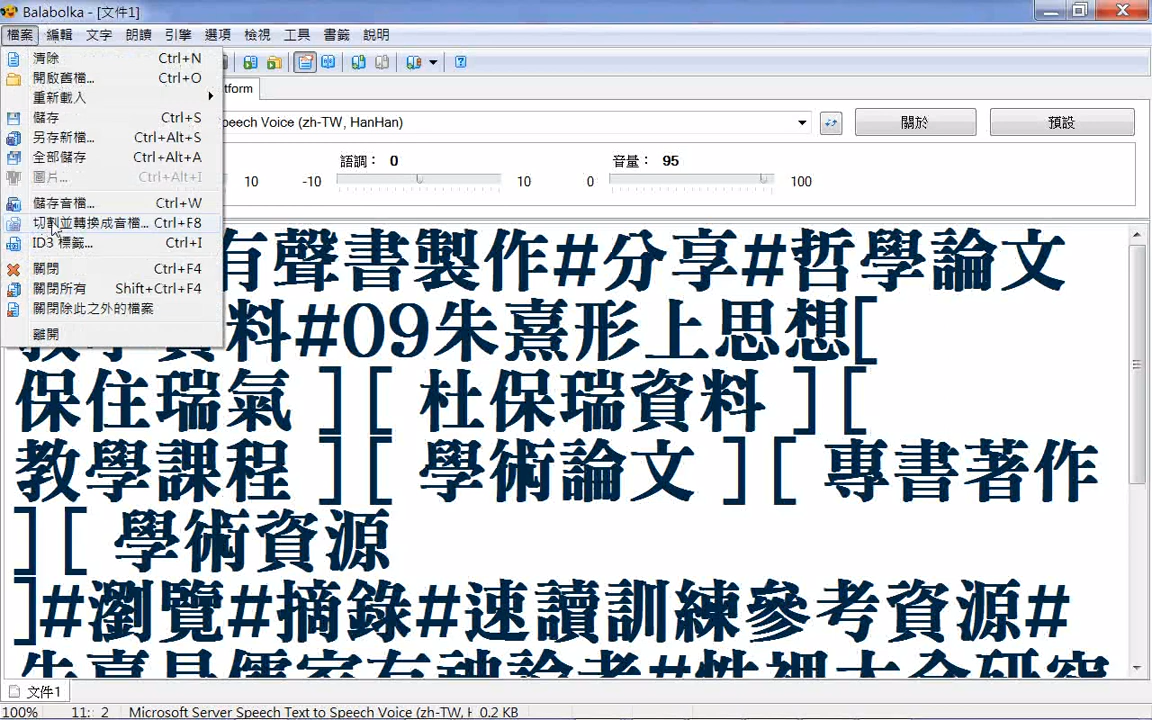 Balabolka - [文件1]
檔案 編輯 文字 朗讀 引擎 選項 檢視 工具 書籤 說明
清除 Ctrl+N
開啟舊檔... Ctrl+O
重新載入
儲存 Ctrl+S
另存新檔... Ctrl+Alt+S
全部儲存 Ctrl+Alt+A
圖片... Ctrl+Alt+I
儲存音檔... Ctrl+W
切割並轉換成音檔... Ctrl+F8
ID3 標籤... Ctrl+I
關閉 Ctrl+F4
關閉所有 Shift+Ctrl+F4
關閉除此之外的檔案
離開
tform
peech Voice (zh-TW, HanHan) 關於 預設
語調： 0 音量： 95
10 -10 10 0 100
有聲書製作#分享#哲學論文
料#09朱熹形上思想[
保住瑞氣 ][ 杜保瑞資料 ][
教學課程 ][ 學術論文 ][ 專書著作
][ 學術資源
]#瀏覽#摘錄#速讀訓練參考資源#
文件1
100% 11: 2 Microsoft Server Speech Text to Speech Voice (zh-TW, H 0.2 KB